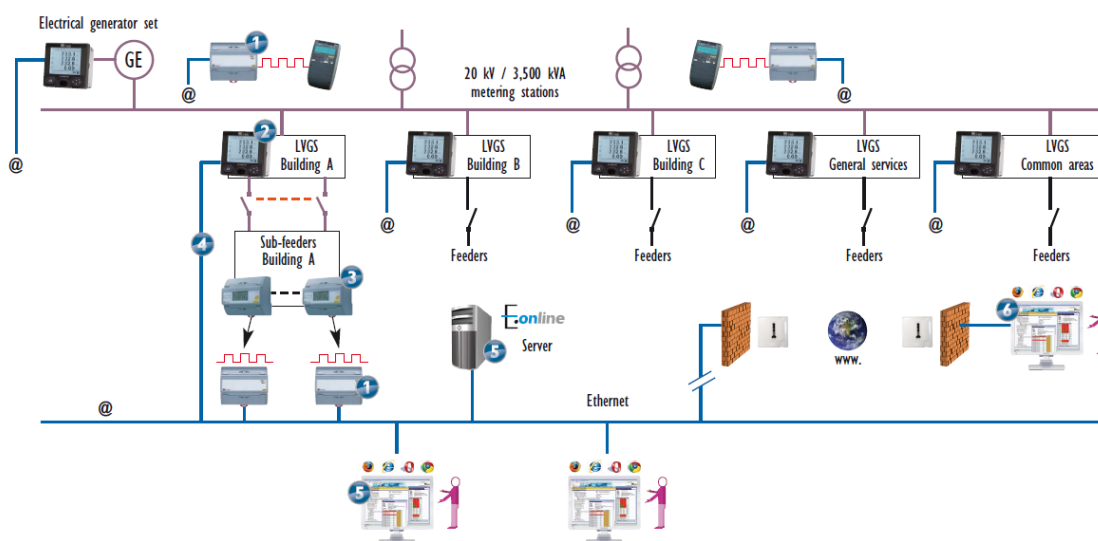 Electrical generator set
GE
1
@
20 kV / 3,500 kVA
metering stations
@
@
2
LVGS
Building A
LVGS
Building B
LVGS
Building C
LVGS
General services
LVGS
Common areas
@
@
@
@
4
Sub-feeders
Building A
Feeders
Feeders
Feeders
Feeders
3
E.online
Server
5
6
www.
1
@
Ethernet
5